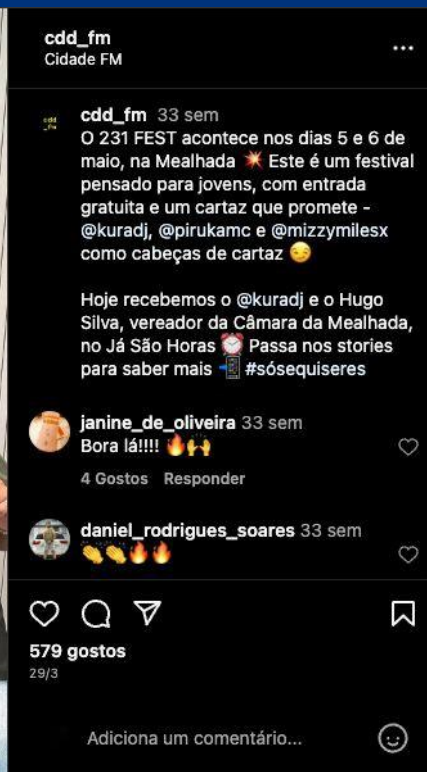 cdd_fm
Cidade FM
cdd_fm 33 sem
O 231 FEST acontece nos dias 5 e 6 de
maio, na Mealhada 💥 Este é um festival
pensado para jovens, com entrada
gratuita e um cartaz que promete -
@kuradj, @pirukamc e @mizzymilesx
como cabeças de cartaz 😏
Hoje recebemos o @kuradj e o Hugo
Silva, vereador da Câmara da Mealhada,
no Já São Horas ⏰ Passa nos stories
para saber mais 📲 #sósequiseres
janine_de_oliveira 33 sem
Bora lá!!!! 🔥🙌
4 Gostos Responder
daniel_rodrigues_soares 33 sem
👏👏🔥🔥
579 gostos
29/3
Adiciona um comentário...